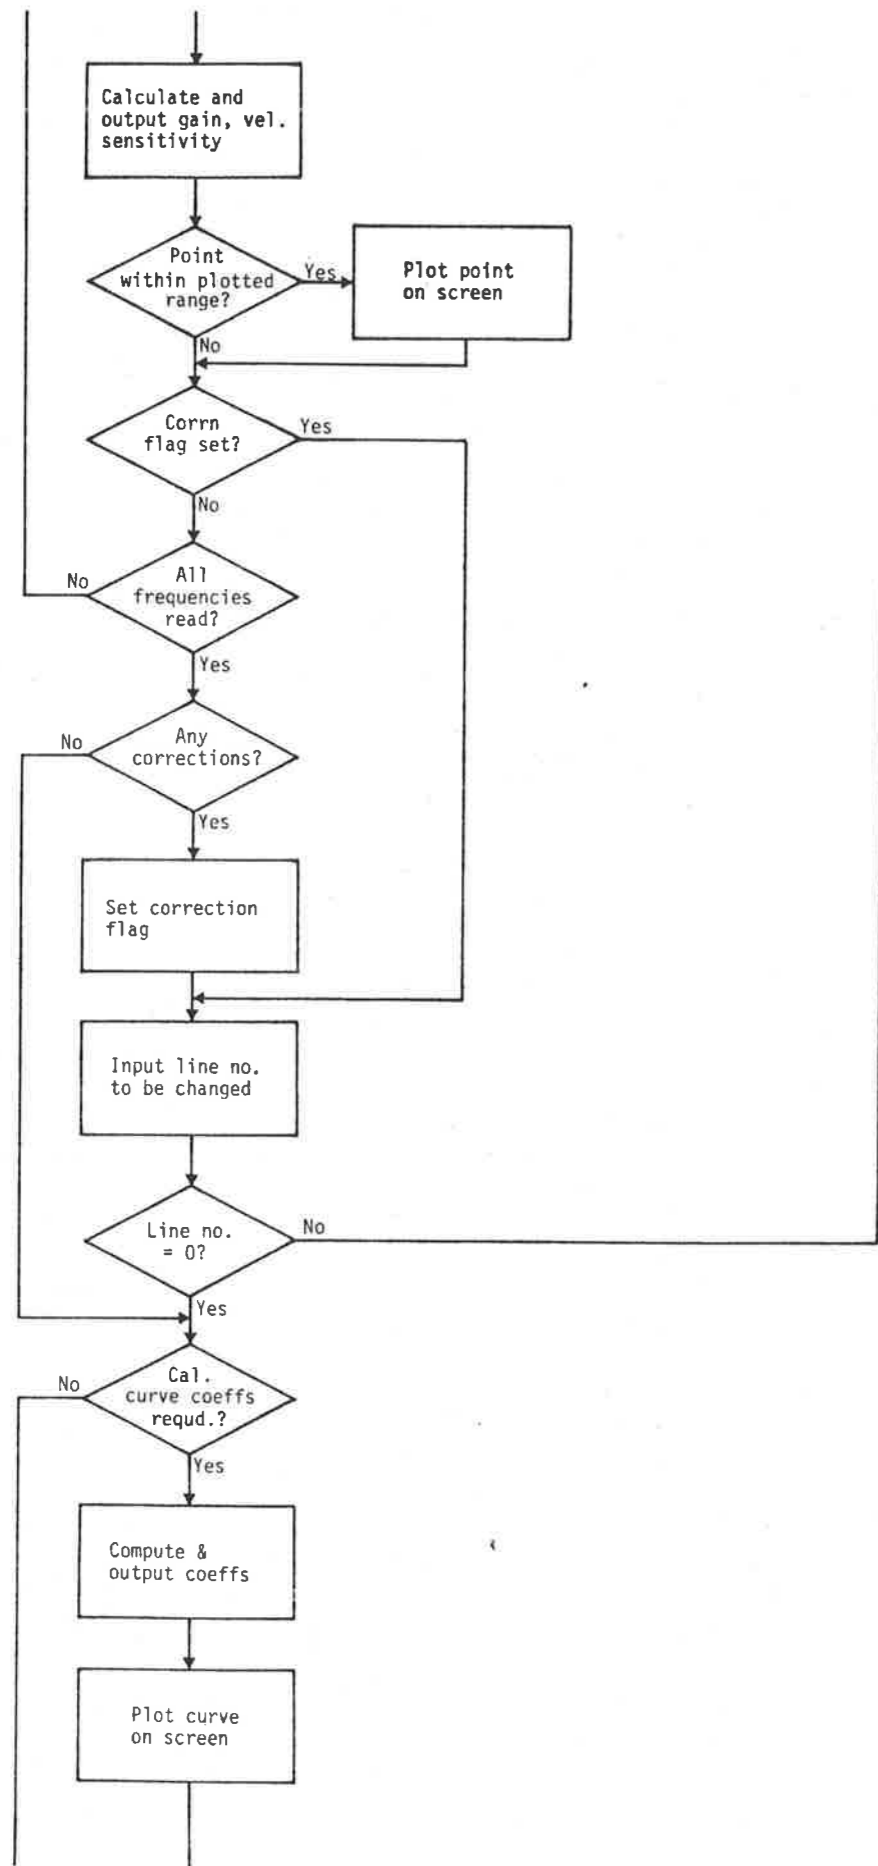 Calculate and
output gain, vel.
sensitivity
Point
within plotted
range?
Yes
Plot point
on screen
No
Corrn
flag set?
Yes
No
All
frequencies
read?
No
Yes
Any
corrections?
No
Yes
Set correction
flag
Input line no.
to be changed
Line no.
= 0?
No
Yes
Cal.
curve coeffs
requd.?
No
Yes
Compute &
output coeffs
Plot curve
on screen